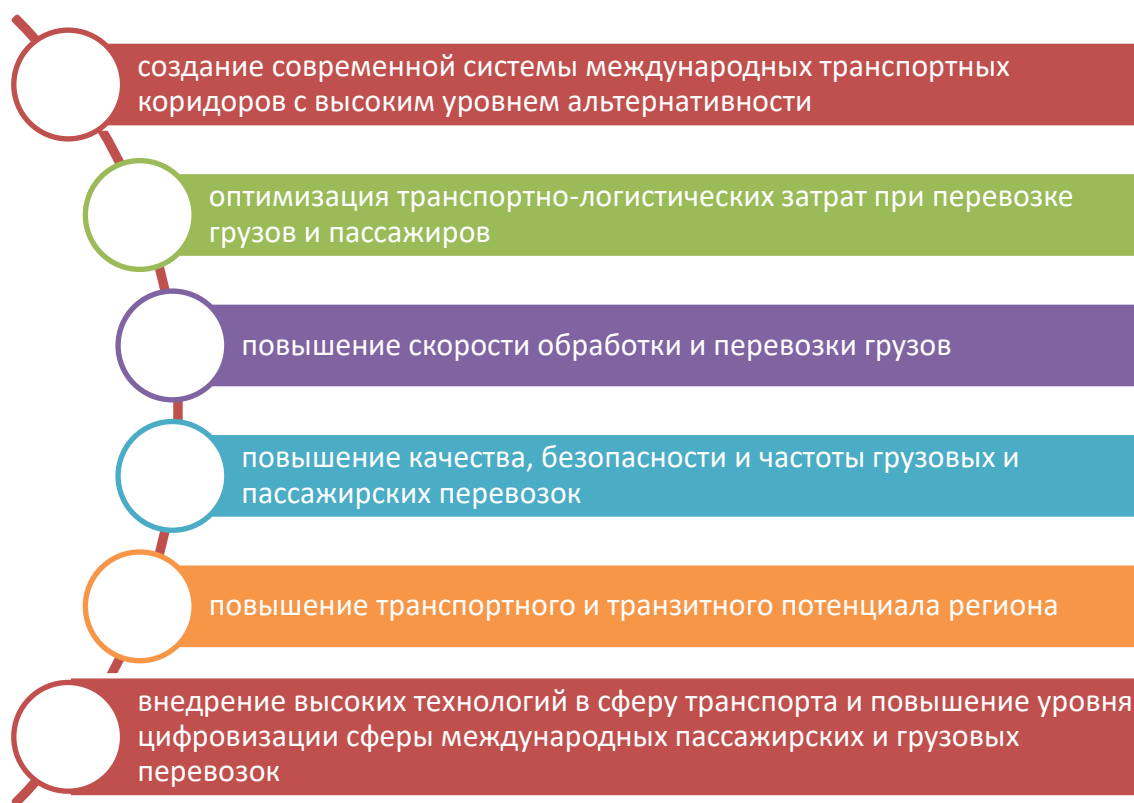 создание современной системы международных транспортных
коридоров с высоким уровнем альтернативности
оптимизация транспортно-логистических затрат при перевозке
грузов и пассажиров
повышение скорости обработки и перевозки грузов
повышение качества, безопасности и частоты грузовых и
пассажирских перевозок
повышение транспортного и транзитного потенциала региона
внедрение высоких технологий в сферу транспорта и повышение уровня
цифровизации сферы международных пассажирских и грузовых
перевозок